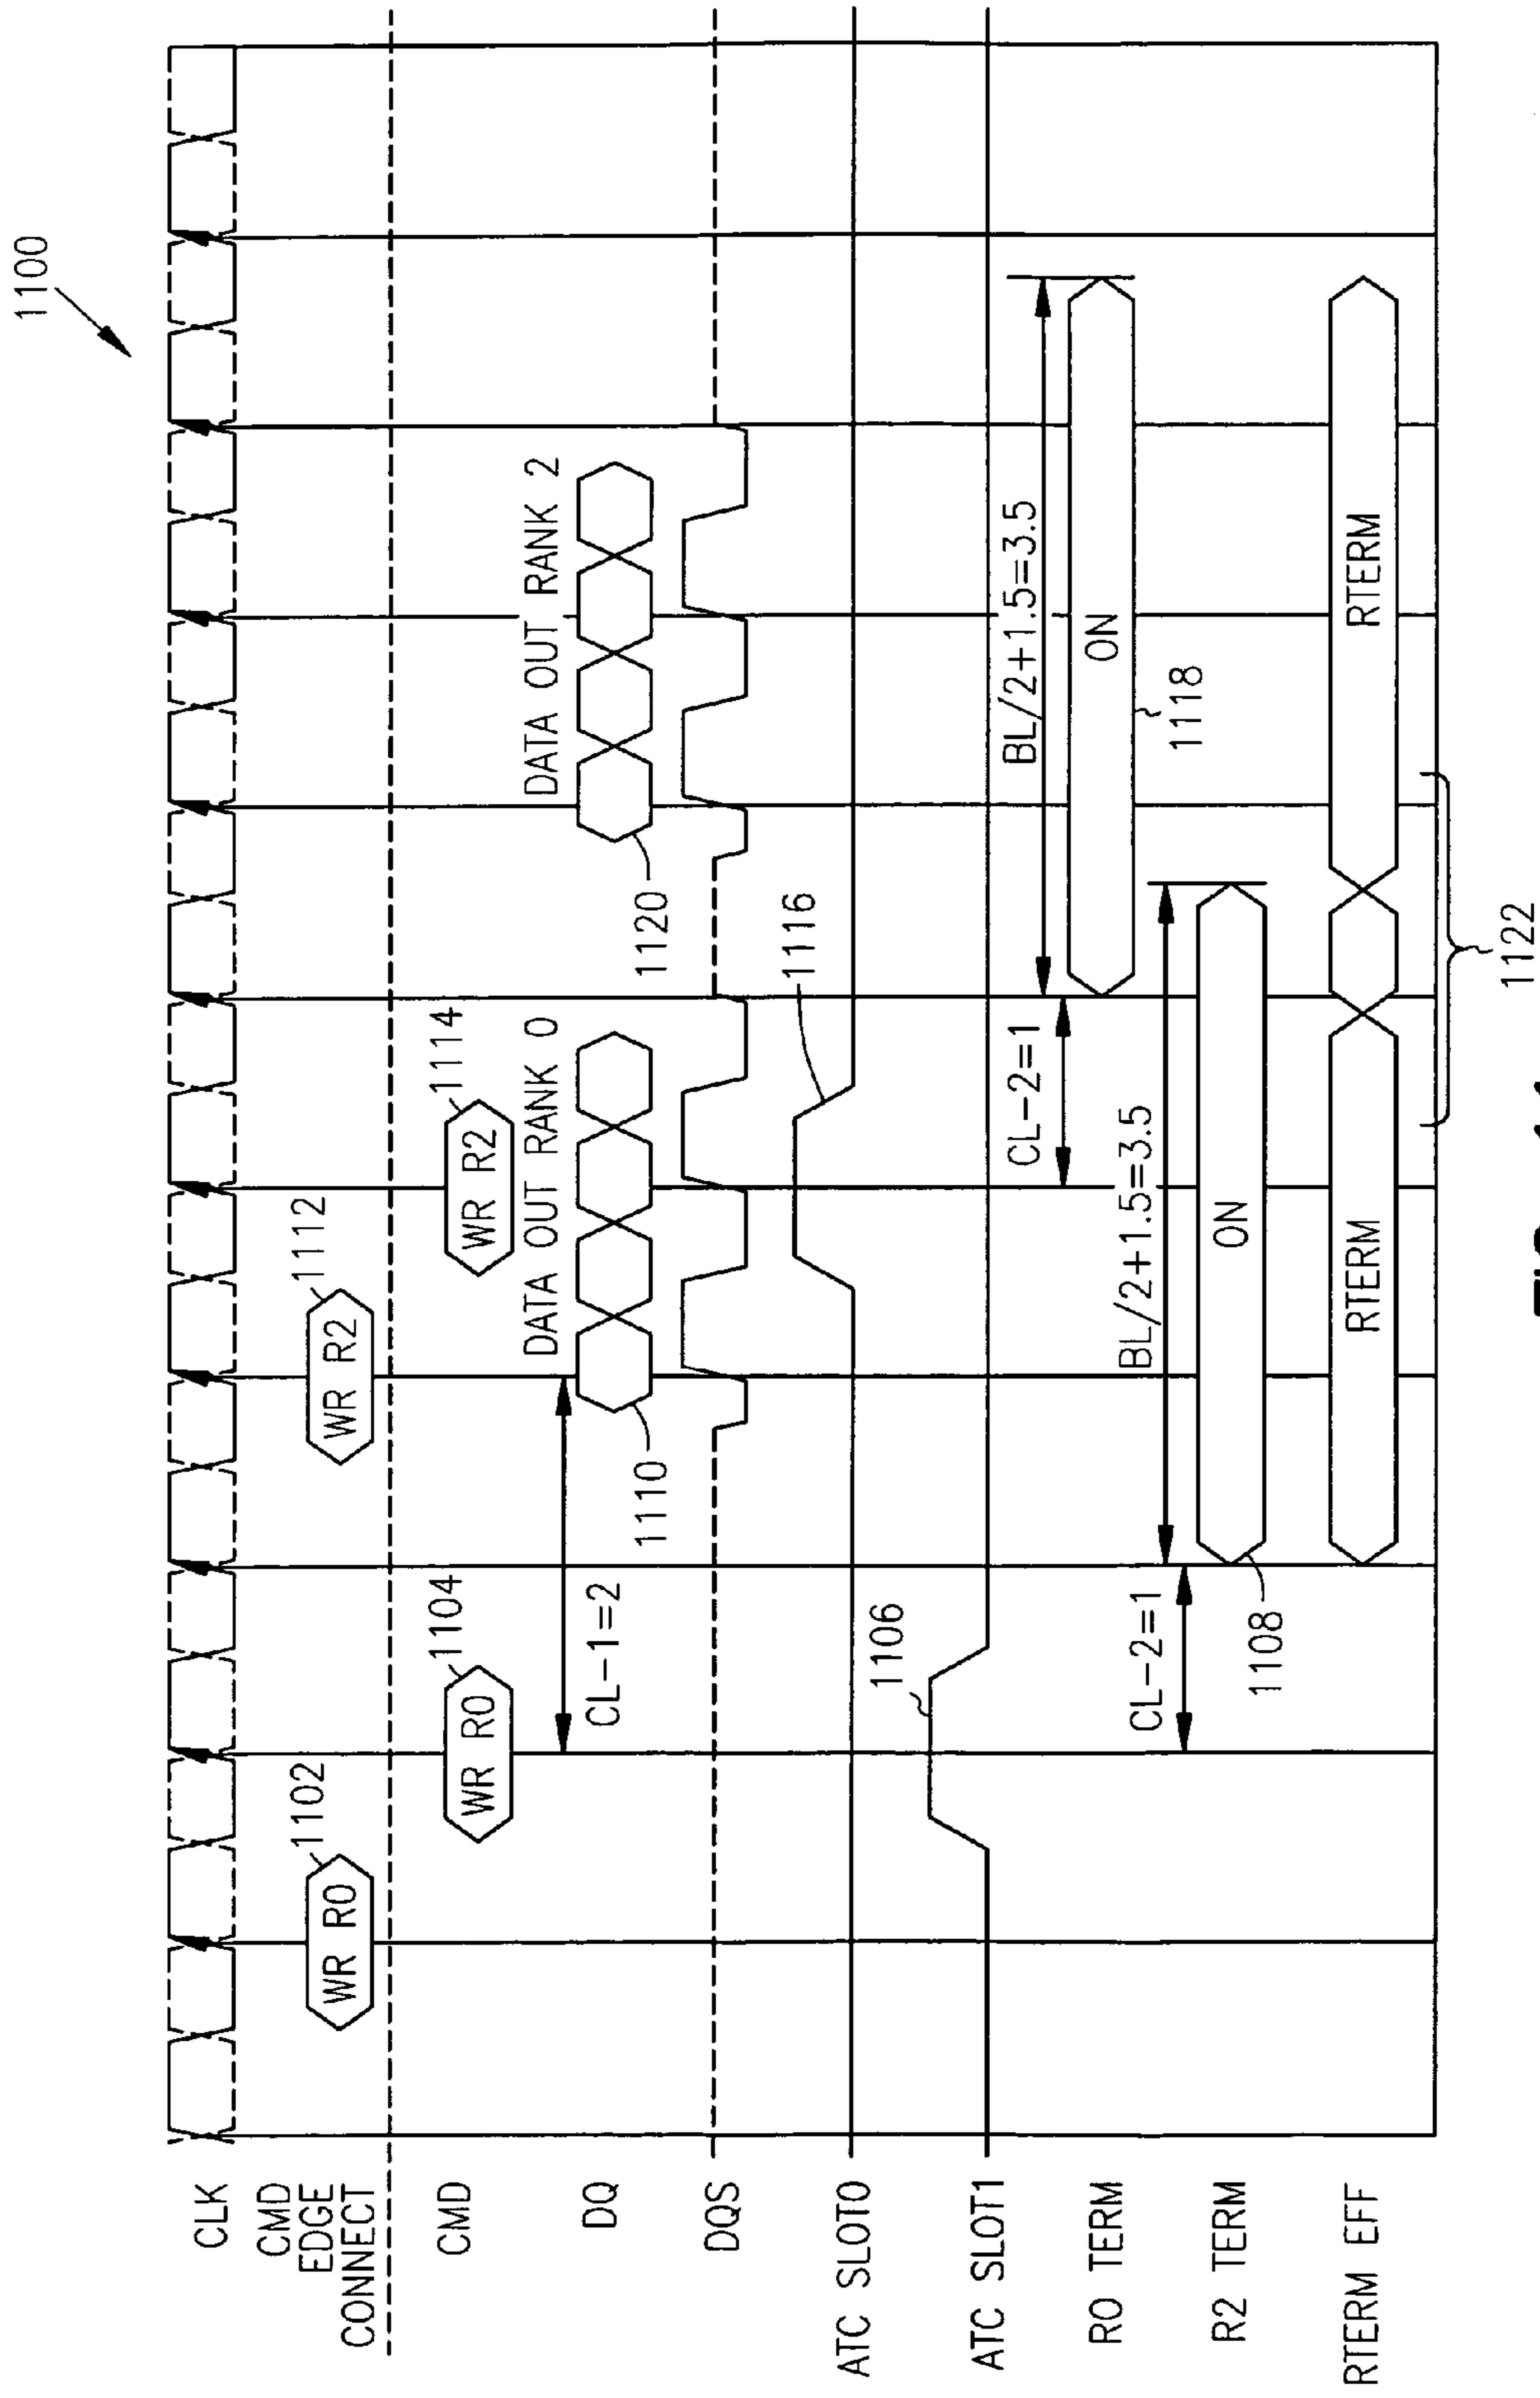 1100
CLK
CMD
EDGE
CONNECT
WR R0
1102
WR R2
1112
CMD
WR R0
1104
WR R2
1114
DQ
DATA OUT RANK 0
DATA OUT RANK 2
1110
1120
CL-1=2
DQS
ATC SLOT0
1116
ATC SLOT1
1106
R0 TERM
CL-2=1
BL/2+1.5=3.5
ON
1118
R2 TERM
CL-2=1
BL/2+1.5=3.5
ON
1108
RTERM EFF
RTERM
RTERM
1122